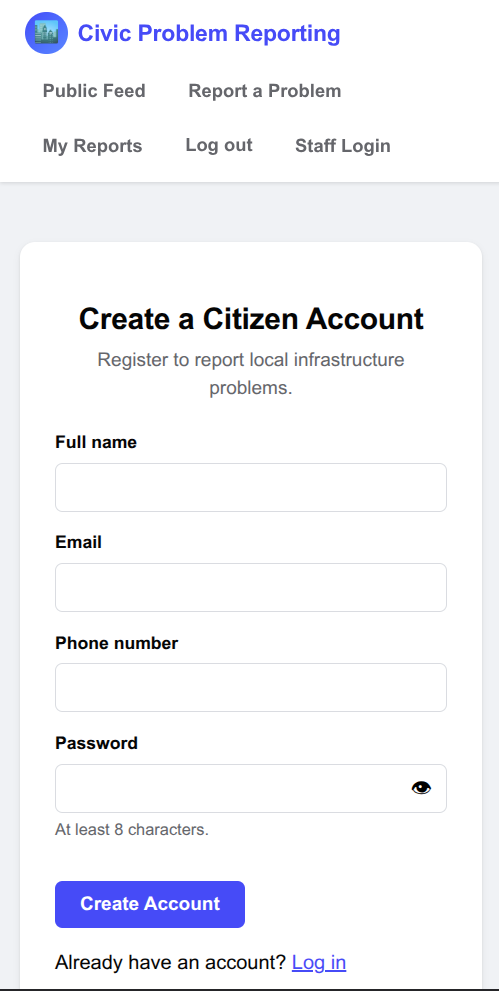 Civic Problem Reporting
Public Feed
Report a Problem
My Reports
Log out
Staff Login
Create a Citizen Account
Register to report local infrastructure
problems.
Full name
Email
Phone number
Password
At least 8 characters.
Create Account
Already have an account? Log in